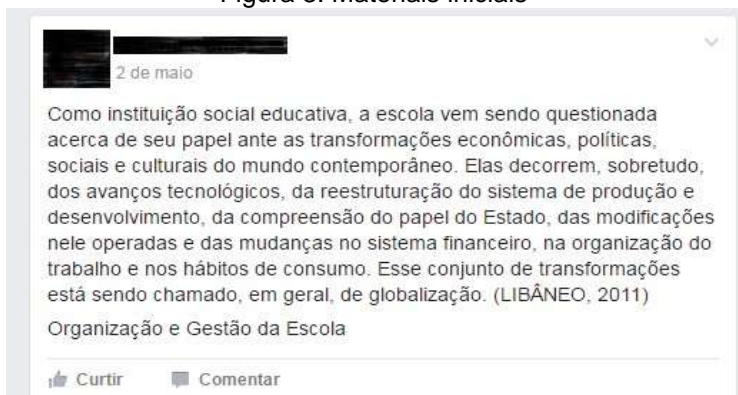 Figura 3. Materiais iniciais
2 de maio
Como instituição social educativa, a escola vem sendo questionada
acerca de seu papel ante as transformações econômicas, políticas,
sociais e culturais do mundo contemporâneo. Elas decorrem, sobretudo,
dos avanços tecnológicos, da reestruturação do sistema de produção e
desenvolvimento, da compreensão do papel do Estado, das modificações
nele operadas e das mudanças no sistema financeiro, na organização do
trabalho e nos hábitos de consumo. Esse conjunto de transformações
está sendo chamado, em geral, de globalização. (LIBÂNEO, 2011)
Organização e Gestão da Escola
Curtir Comentar